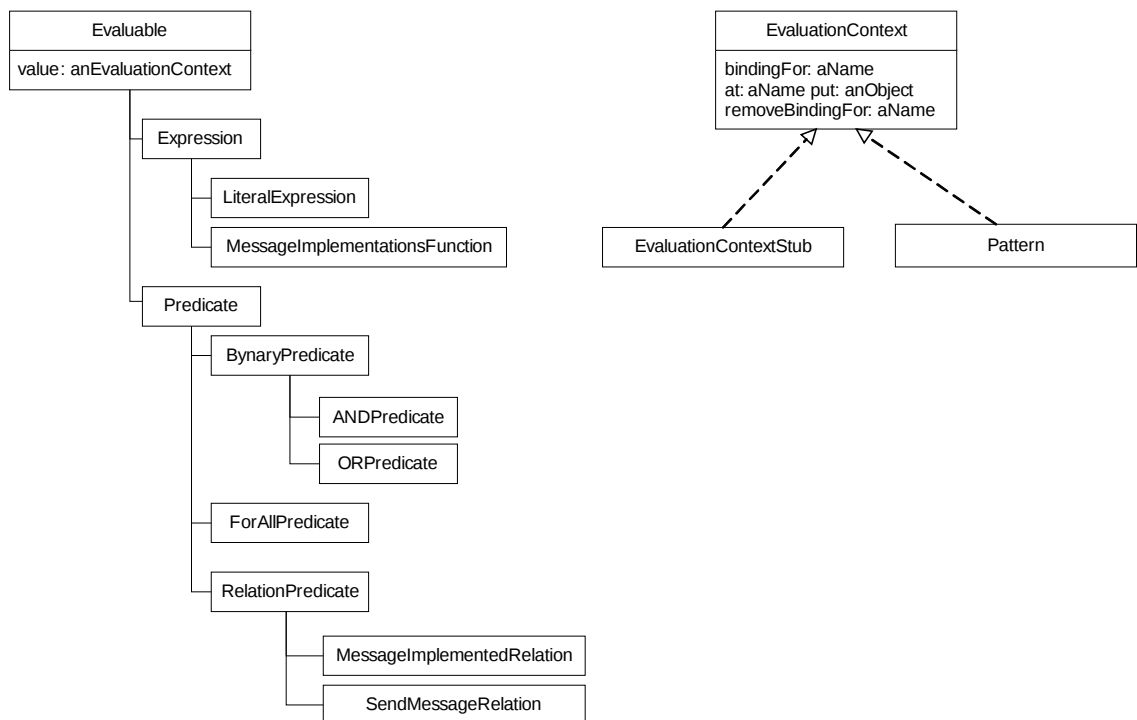 Evaluable
value: anEvaluationContext
Expression
LiteralExpression
MessageImplementationsFunction
Predicate
BynaryPredicate
ANDPredicate
ORPredicate
ForAllPredicate
RelationPredicate
MessageImplementedRelation
SendMessageRelation
EvaluationContext
bindingFor: aName
at: aName put: anObject
removeBindingFor: aName
EvaluationContextStub
Pattern